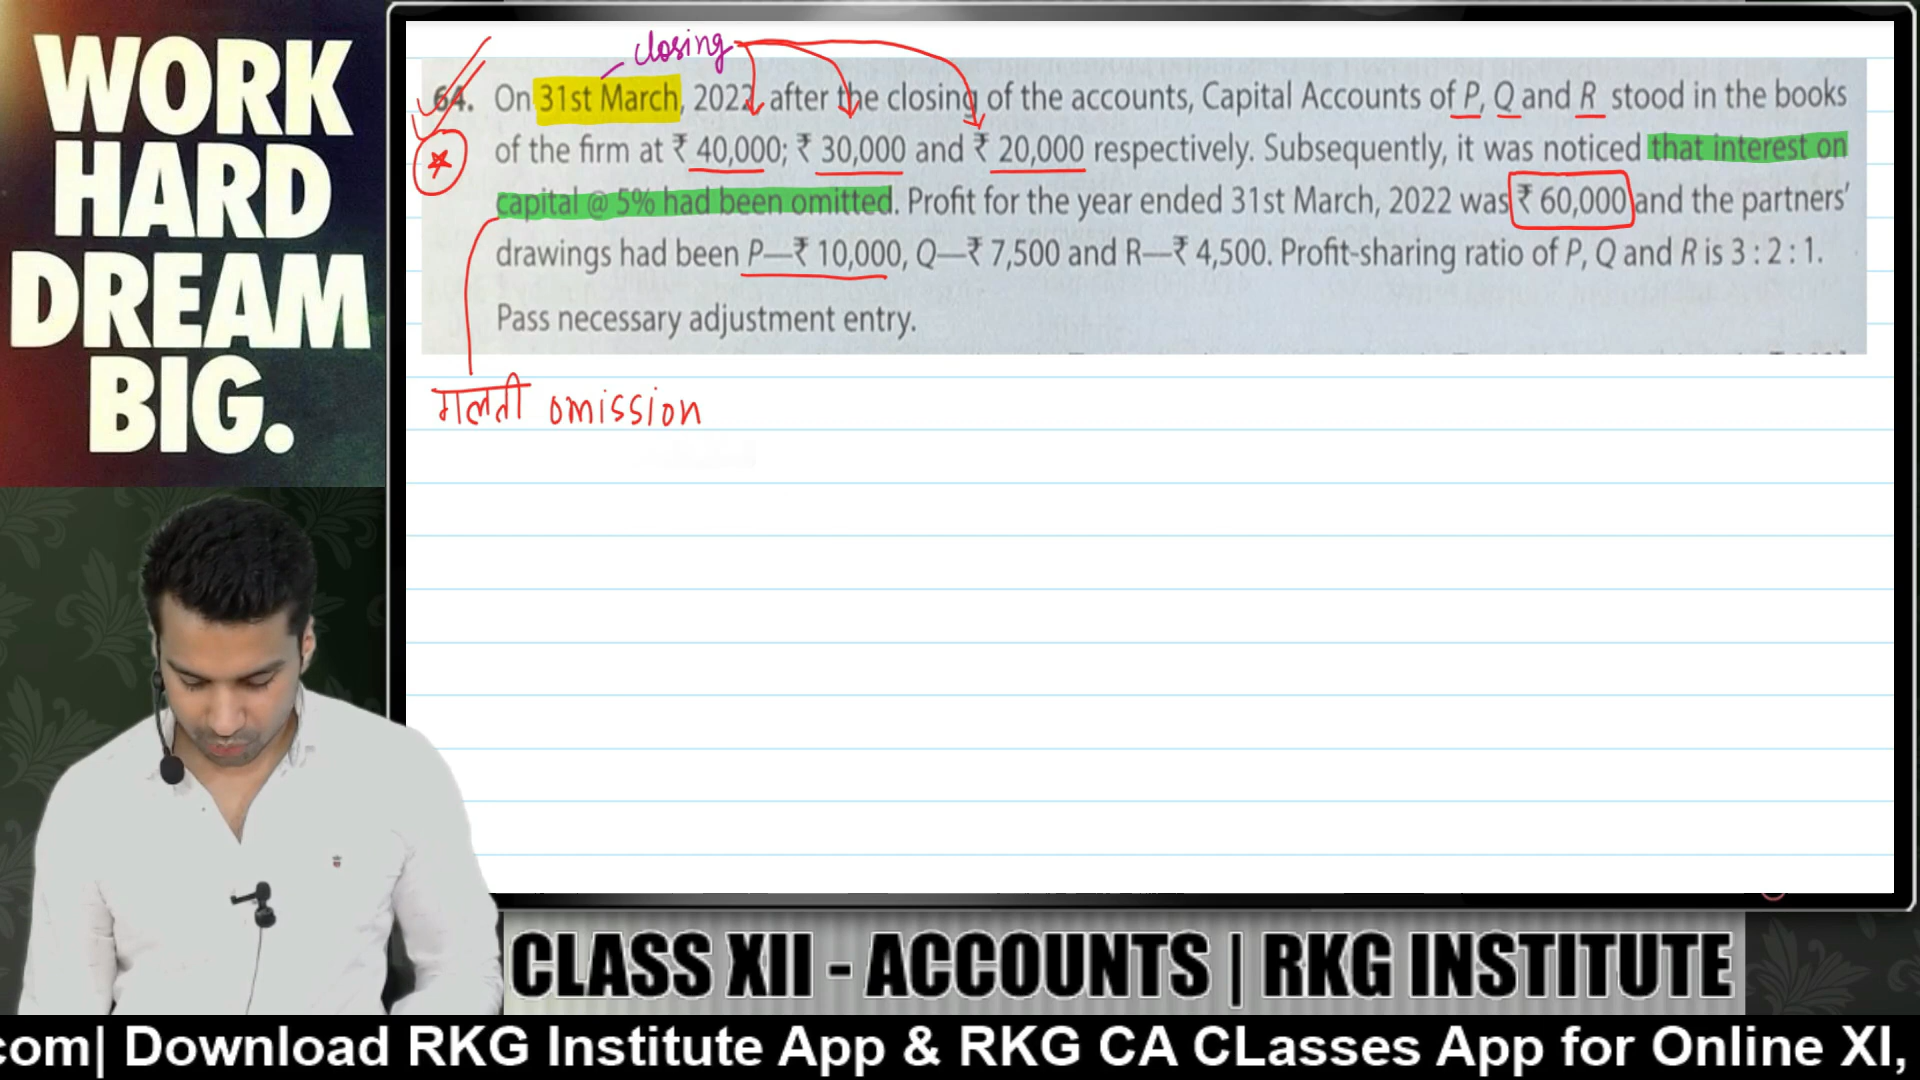 WORK
HARD
DREAM
BIG.
closing
64. On 31st March, 2022, after the closing of the accounts, Capital Accounts of P, Q and R stood in the books
of the firm at ₹ 40,000; ₹ 30,000 and ₹ 20,000 respectively. Subsequently, it was noticed that interest on
capital @ 5% had been omitted. Profit for the year ended 31st March, 2022 was ₹ 60,000 and the partners'
drawings had been P—₹ 10,000, Q—₹ 7,500 and R—₹ 4,500. Profit-sharing ratio of P, Q and R is 3 : 2 : 1.
Pass necessary adjustment entry.
गलती omission
CLASS XII - ACCOUNTS | RKG INSTITUTE
com| Download RKG Institute App & RKG CA CLasses App for Online XI,